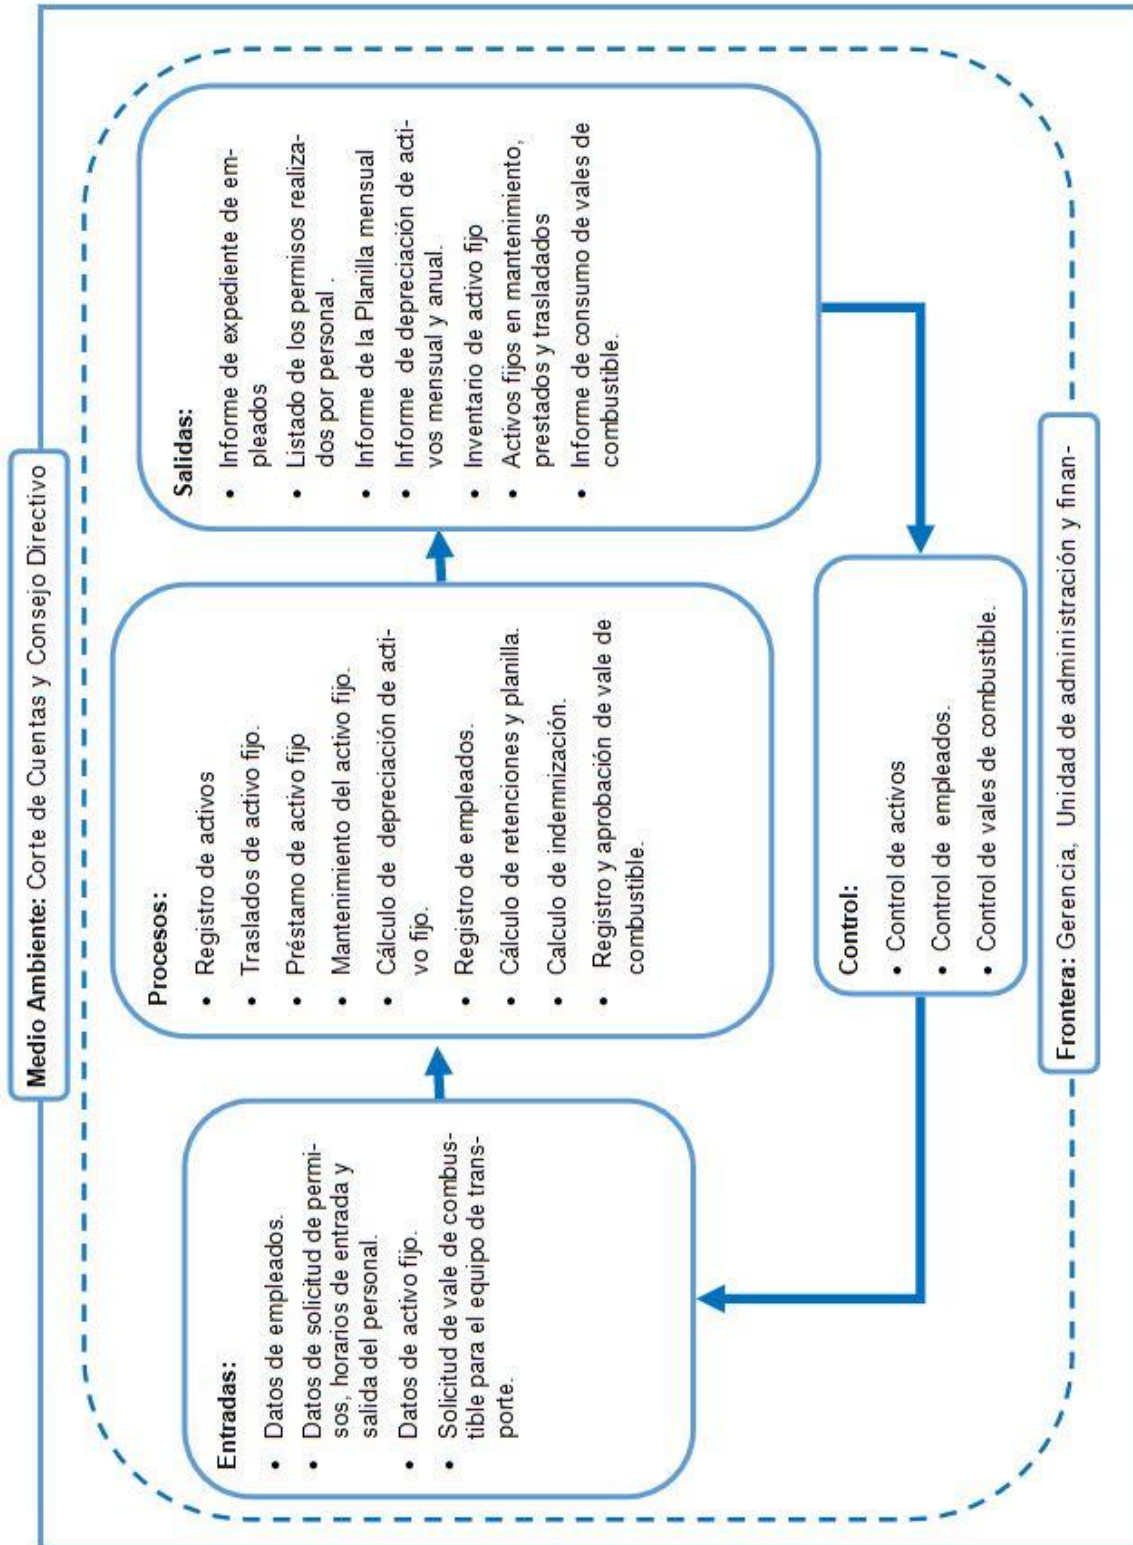 Medio Ambiente: Corte de Cuentas y Consejo Directivo
Entradas:
• Datos de empleados.
• Datos de solicitud de permi-
sos, horarios de entrada y
salida del personal.
• Datos de activo fijo.
• Solicitud de vale de combus-
tible para el equipo de trans-
porte.
Procesos:
• Registro de activos
• Traslados de activo fijo.
• Préstamo de activo fijo
• Mantenimiento del activo fijo.
• Cálculo de depreciación de acti-
vo fijo.
• Registro de empleados.
• Cálculo de retenciones y planilla.
• Calculo de indemnización.
• Registro y aprobación de vale de
combustible.
Salidas:
• Informe de expediente de em-
pleados
• Listado de los permisos realiza-
dos por personal .
• Informe de la Planilla mensual
• Informe de depreciación de acti-
vos mensual y anual.
• Inventario de activo fijo
• Activos fijos en mantenimiento,
prestados y trasladados
• Informe de consumo de vales de
combustible.
Control:
• Control de activos
• Control de empleados.
• Control de vales de combustible.
Frontera: Gerencia, Unidad de administración y finan-